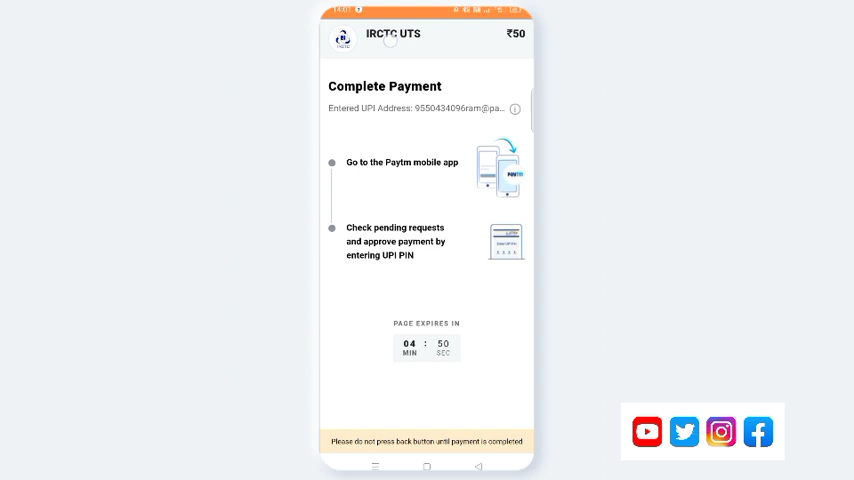 14:01
IRCTC UTS
₹50
Complete Payment
Entered UPI Address: 9550434096ram@pa...
Go to the Paytm mobile app
Check pending requests
and approve payment by
entering UPI PIN
PAGE EXPIRES IN
04 : 50
MIN SEC
Please do not press back button until payment is completed